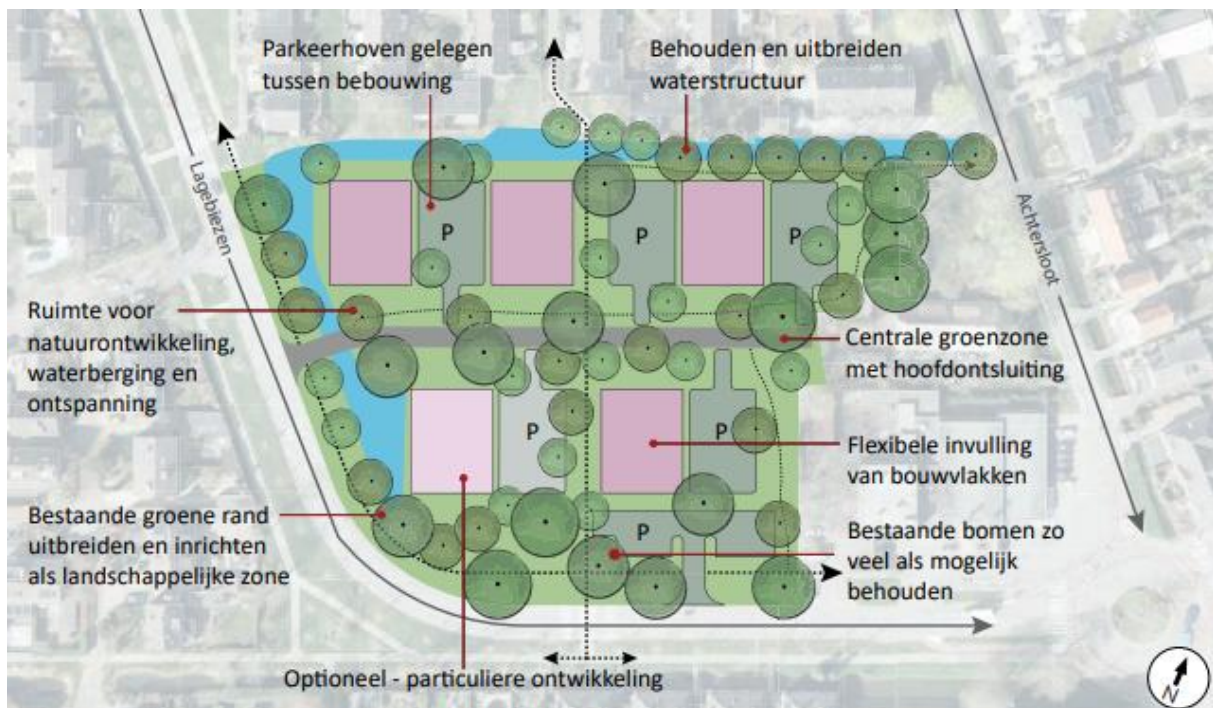 Parkeerhoven gelegen
tussen bebouwing
Behouden en uitbreiden
waterstructuur
Lagebiezen
Achtersloot
P
P
P
Ruimte voor
natuurontwikkeling,
waterberging en
ontspanning
Centrale groenzone
met hoofdontsluiting
P
P
Flexibele invulling
van bouwvlakken
Bestaande groene rand
uitbreiden en inrichten
als landschappelijke zone
P
Bestaande bomen zo
veel als mogelijk
behouden
Optioneel - particuliere ontwikkeling
N